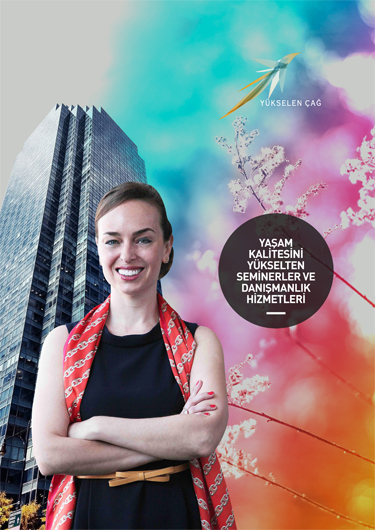 YÜKSELEN ÇAĞ
YAŞAM
KALİTESİNİ
YÜKSELTEN
SEMİNERLER VE
DANIŞMANLIK
HİZMETLERİ